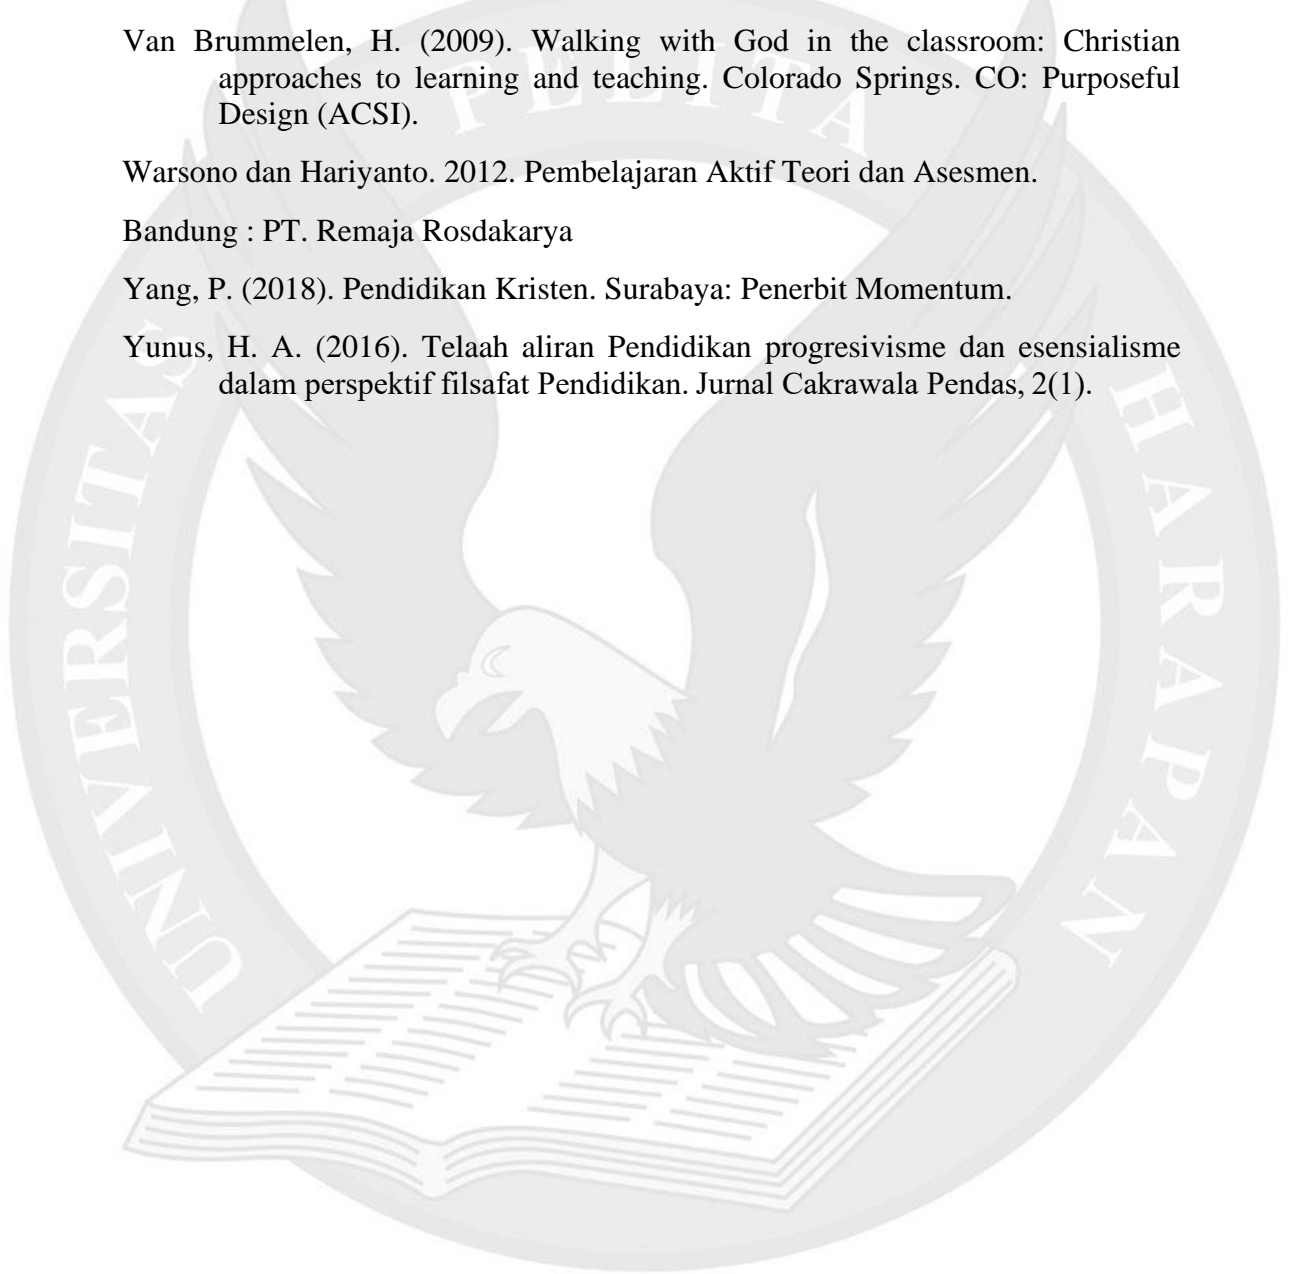 Van Brummelen, H. (2009). Walking with God in the classroom: Christian
approaches to learning and teaching. Colorado Springs. CO: Purposeful
Design (ACSI).
Warsono dan Hariyanto. 2012. Pembelajaran Aktif Teori dan Asesmen.
Bandung : PT. Remaja Rosdakarya
Yang, P. (2018). Pendidikan Kristen. Surabaya: Penerbit Momentum.
Yunus, H. A. (2016). Telaah aliran Pendidikan progresivisme dan esensialisme
dalam perspektif filsafat Pendidikan. Jurnal Cakrawala Pendas, 2(1).
UNIVERSITAS PELITA HARAPAN